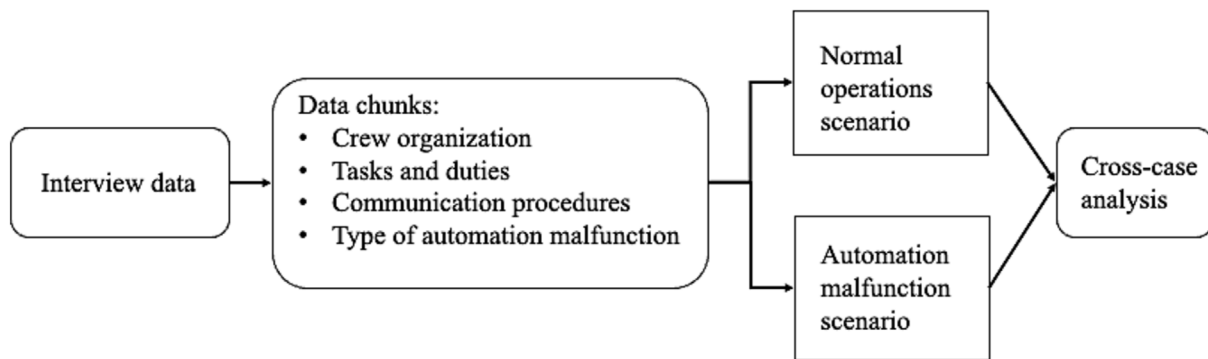 Interview data
Data chunks:
• Crew organization
• Tasks and duties
• Communication procedures
• Type of automation malfunction
Normal
operations
scenario
Automation
malfunction
scenario
Cross-case
analysis